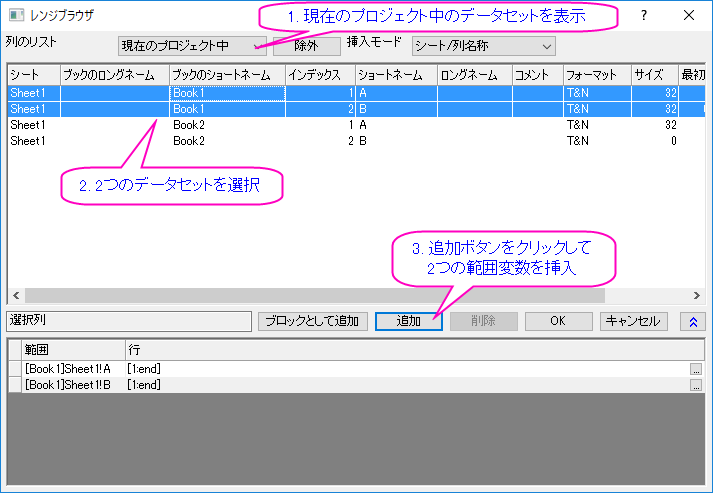 レンジブラウザ
1. 現在のプロジェクト中のデータセットを表示
列のリスト 現在のプロジェクト中 除外 挿入モード シート/列名称
シート ブックのロングネーム ブックのショートネーム インデックス ショートネーム ロングネーム コメント フォーマット サイズ 最初
Sheet1 Book1 1 A T&N 32
Sheet1 Book1 2 B T&N 32
Sheet1 Book2 1 A T&N 32
Sheet1 Book2 2 B T&N 0
2. 2つのデータセットを選択
3. 追加ボタンをクリックして
2つの範囲変数を挿入
選択列 ブロックとして追加 追加 削除 OK キャンセル
範囲 行
[Book1]Sheet1!A [1:end] ...
[Book1]Sheet1!B [1:end] ...